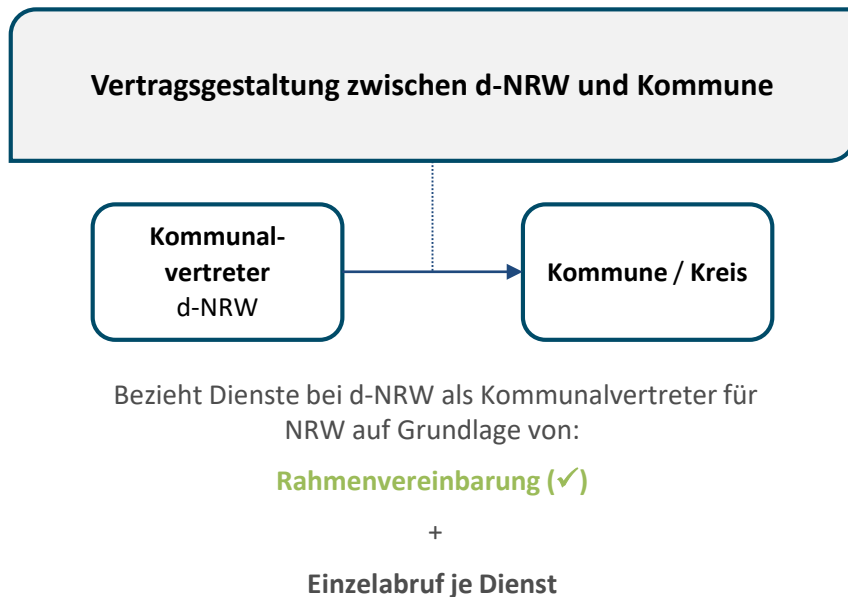 Vertragsgestaltung zwischen d-NRW und Kommune
Kommunal-
vertreter
d-NRW
Kommune / Kreis
Bezieht Dienste bei d-NRW als Kommunalvertreter für
NRW auf Grundlage von:
Rahmenvereinbarung (✓)
+
Einzelabruf je Dienst